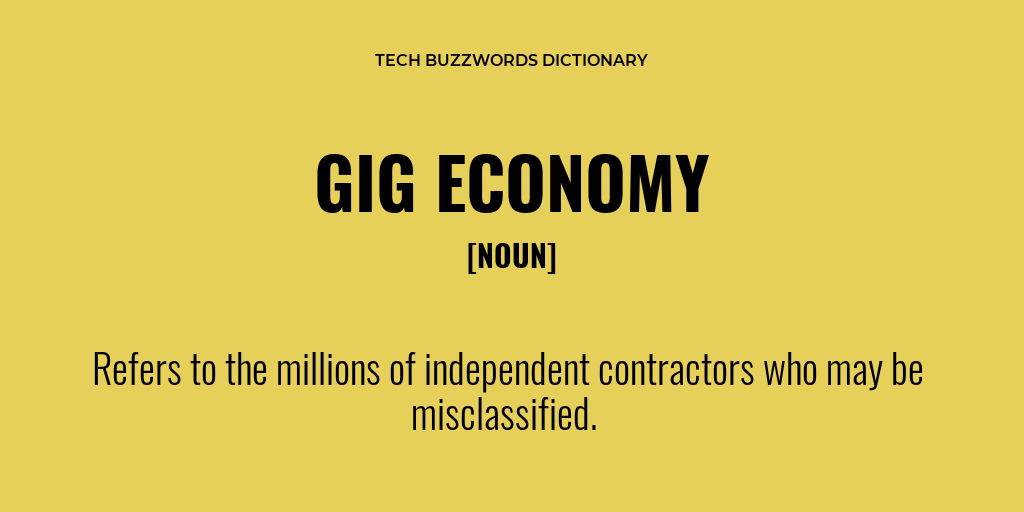 TECH BUZZWORDS DICTIONARY
GIG ECONOMY
[NOUN]
Refers to the millions of independent contractors who may be
misclassified.